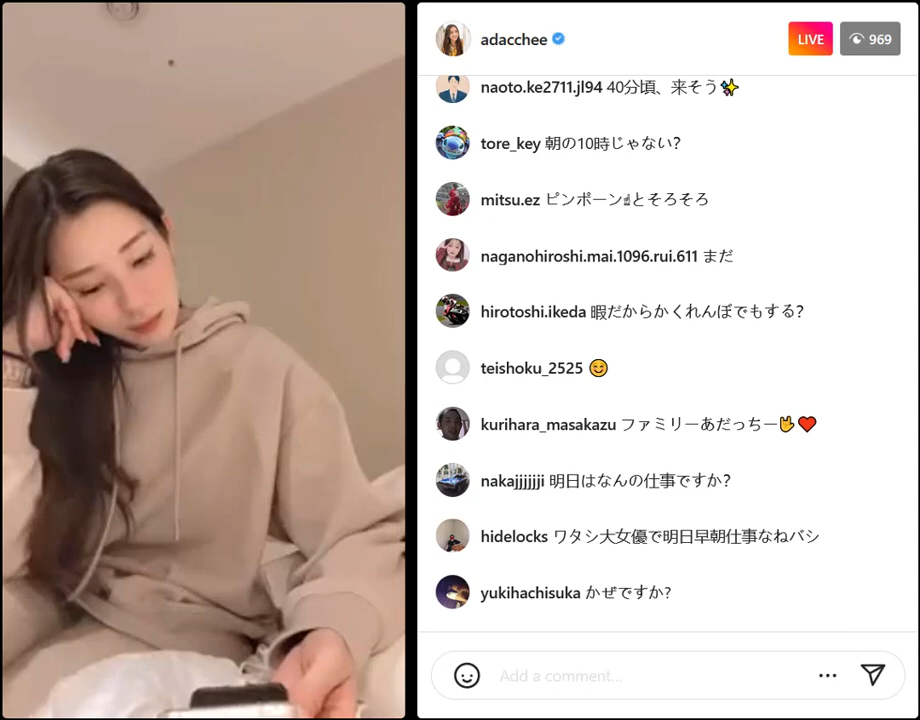 adacchee
LIVE
969
naoto.ke2711.jl94 40分頃、来そう✨
tore_key 朝の10時じゃない?
mitsu.ez ピンポーン☝とそろそろ
naganohiroshi.mai.1096.rui.611 まだ
hirotoshi.ikeda 暇だからかくれんぼでもする?
teishoku_2525 😊
kurihara_masakazu ファミリーあだっちー🤟❤️
nakajjjjjji 明日はなんの仕事ですか?
hidelocks ワタシ大女優で明日早朝仕事なねバシ
yukihachisuka かぜですか?
Add a comment...